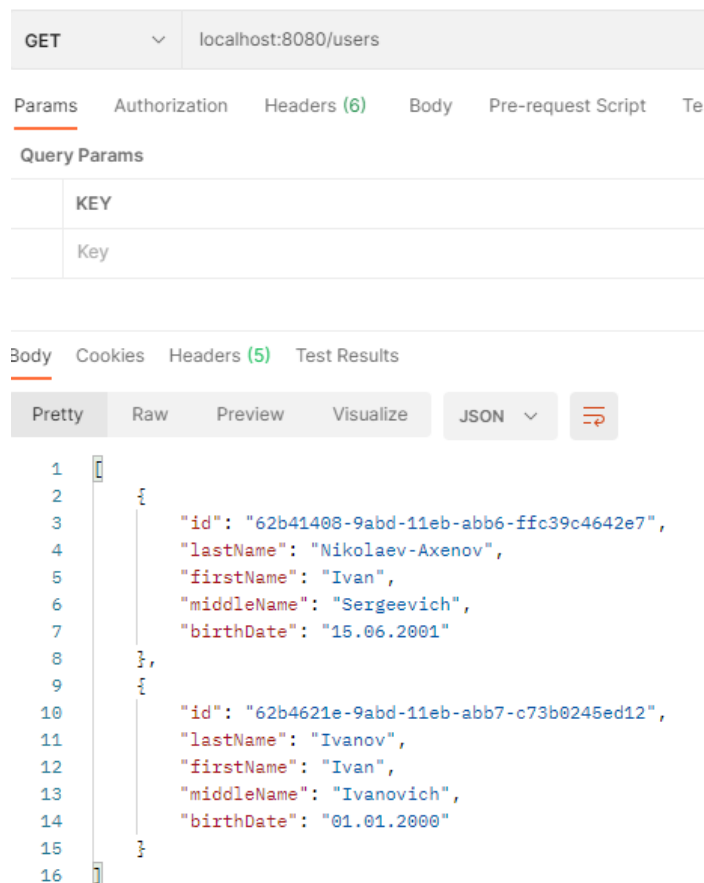 GET localhost:8080/users
Params Authorization Headers (6) Body Pre-request Script Te
Query Params
KEY
Key
Body Cookies Headers (5) Test Results
Pretty Raw Preview Visualize JSON
1 [
2 {
3 "id": "62b41408-9abd-11eb-abb6-ffc39c4642e7",
4 "lastName": "Nikolaev-Axenov",
5 "firstName": "Ivan",
6 "middleName": "Sergeevich",
7 "birthDate": "15.06.2001"
8 },
9 {
10 "id": "62b4621e-9abd-11eb-abb7-c73b0245ed12",
11 "lastName": "Ivanov",
12 "firstName": "Ivan",
13 "middleName": "Ivanovich",
14 "birthDate": "01.01.2000"
15 }
16 ]